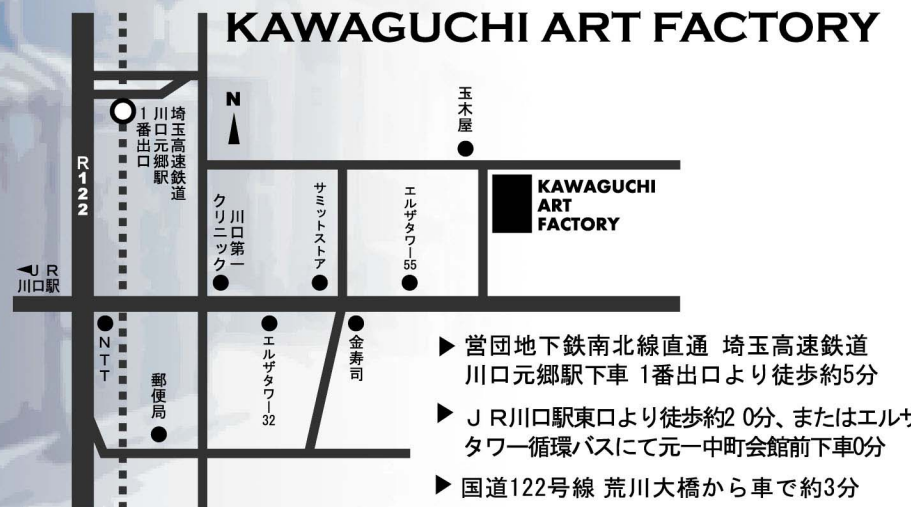 KAWAGUCHI ART FACTORY
N
玉木屋
埼玉高速鉄道
川口元郷駅
1番出口
R122
KAWAGUCHI
ART
FACTORY
川口第一
クリニック
サミットストア
エルザタワー55
◀JR
川口駅
NTT
郵便局
エルザタワー32
金寿司
▶ 営団地下鉄南北線直通 埼玉高速鉄道
川口元郷駅下車 1番出口より徒歩約5分
▶ JR川口駅東口より徒歩約20分、またはエルザ
タワー循環バスにて元一中町会館前下車0分
▶ 国道122号線 荒川大橋から車で約3分